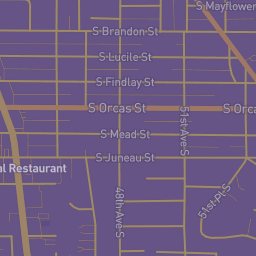 S Mayflower
S Brandon St
S Lucile St
S Findlay St
S Orcas St
S Orca
S Mead St
S Juneau St
al Restaurant
48th Ave S
51st Ave S
51st Pl S